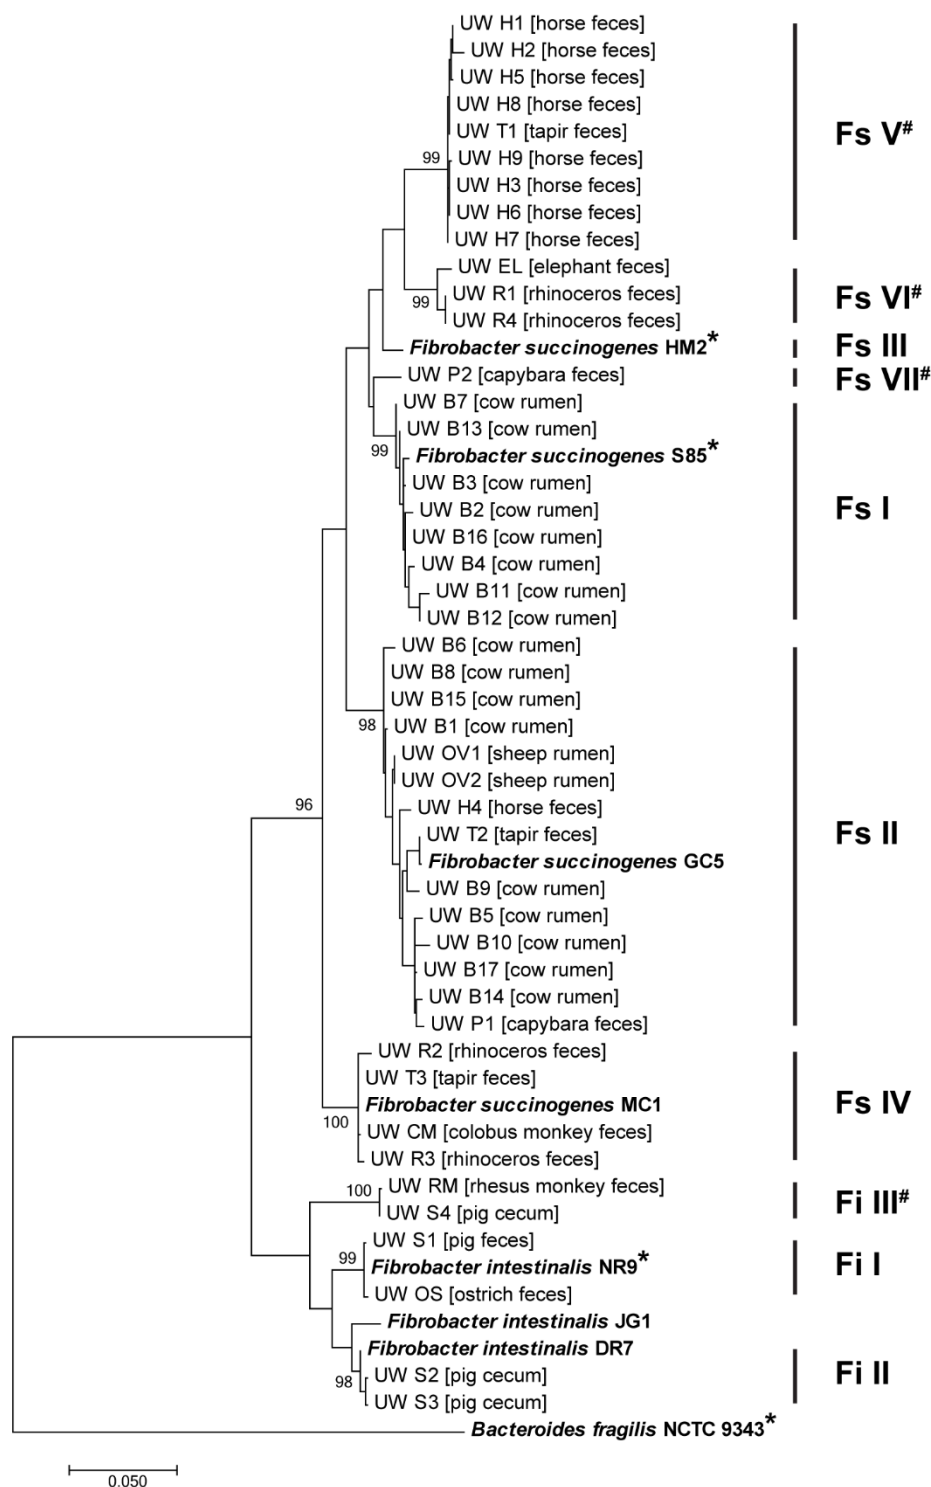 UW H1 [horse feces]
UW H2 [horse feces]
UW H5 [horse feces]
UW H8 [horse feces]
UW T1 [tapir feces]
Fs V#
99
UW H9 [horse feces]
UW H3 [horse feces]
UW H6 [horse feces]
UW H7 [horse feces]
UW EL [elephant feces]
99
UW R1 [rhinoceros feces]
Fs VI#
UW R4 [rhinoceros feces]
Fibrobacter succinogenes HM2*
Fs III
UW P2 [capybara feces]
Fs VII#
UW B7 [cow rumen]
UW B13 [cow rumen]
99
Fibrobacter succinogenes S85*
UW B3 [cow rumen]
UW B2 [cow rumen]
Fs I
UW B16 [cow rumen]
UW B4 [cow rumen]
UW B11 [cow rumen]
UW B12 [cow rumen]
UW B6 [cow rumen]
UW B8 [cow rumen]
UW B15 [cow rumen]
98
UW B1 [cow rumen]
UW OV1 [sheep rumen]
UW OV2 [sheep rumen]
96
UW H4 [horse feces]
UW T2 [tapir feces]
Fs II
Fibrobacter succinogenes GC5
UW B9 [cow rumen]
UW B5 [cow rumen]
UW B10 [cow rumen]
UW B17 [cow rumen]
UW B14 [cow rumen]
UW P1 [capybara feces]
UW R2 [rhinoceros feces]
UW T3 [tapir feces]
Fibrobacter succinogenes MC1
Fs IV
100
UW CM [colobus monkey feces]
UW R3 [rhinoceros feces]
100
UW RM [rhesus monkey feces]
Fi III#
UW S4 [pig cecum]
UW S1 [pig feces]
99
Fibrobacter intestinalis NR9*
Fi I
UW OS [ostrich feces]
Fibrobacter intestinalis JG1
Fibrobacter intestinalis DR7
98
UW S2 [pig cecum]
Fi II
UW S3 [pig cecum]
Bacteroides fragilis NCTC 9343*
0.050